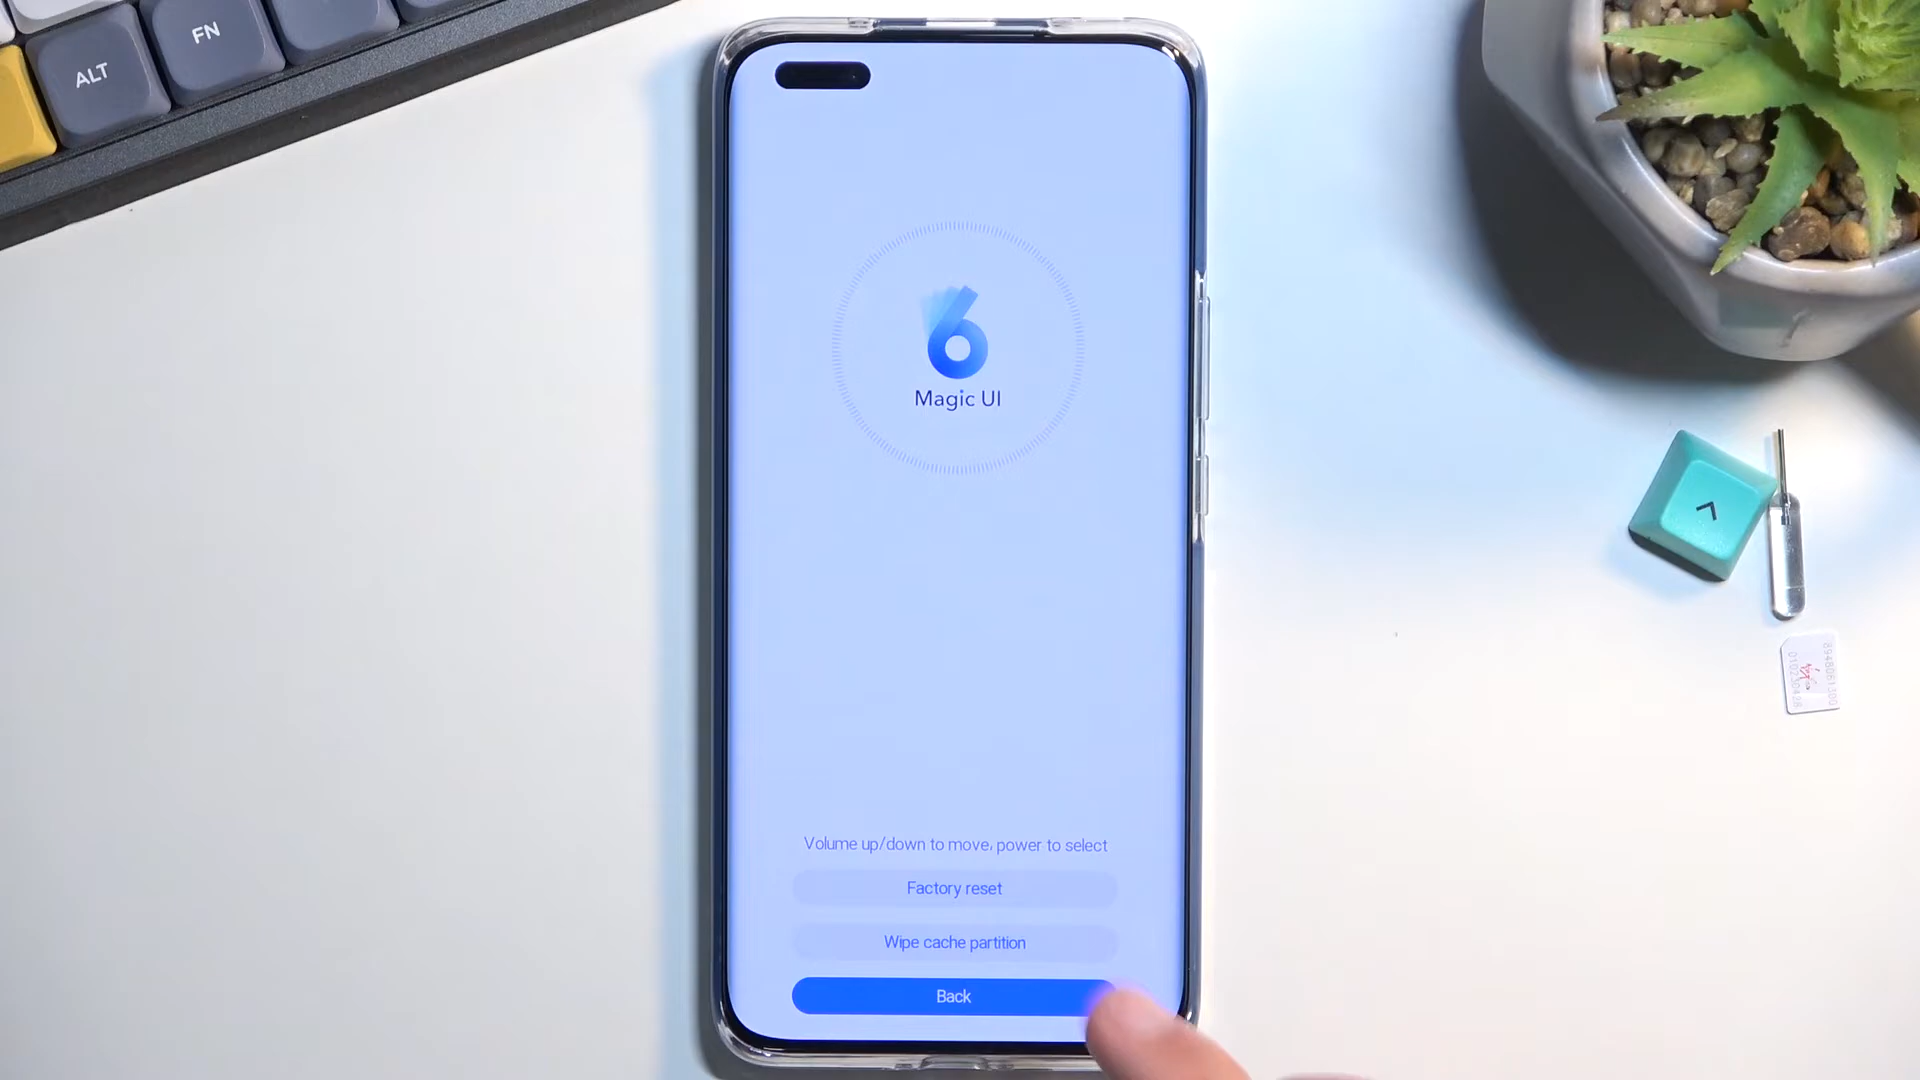 ALT
FN
6
Magic UI
Volume up/down to move, power to select
Factory reset
Wipe cache partition
Back
^